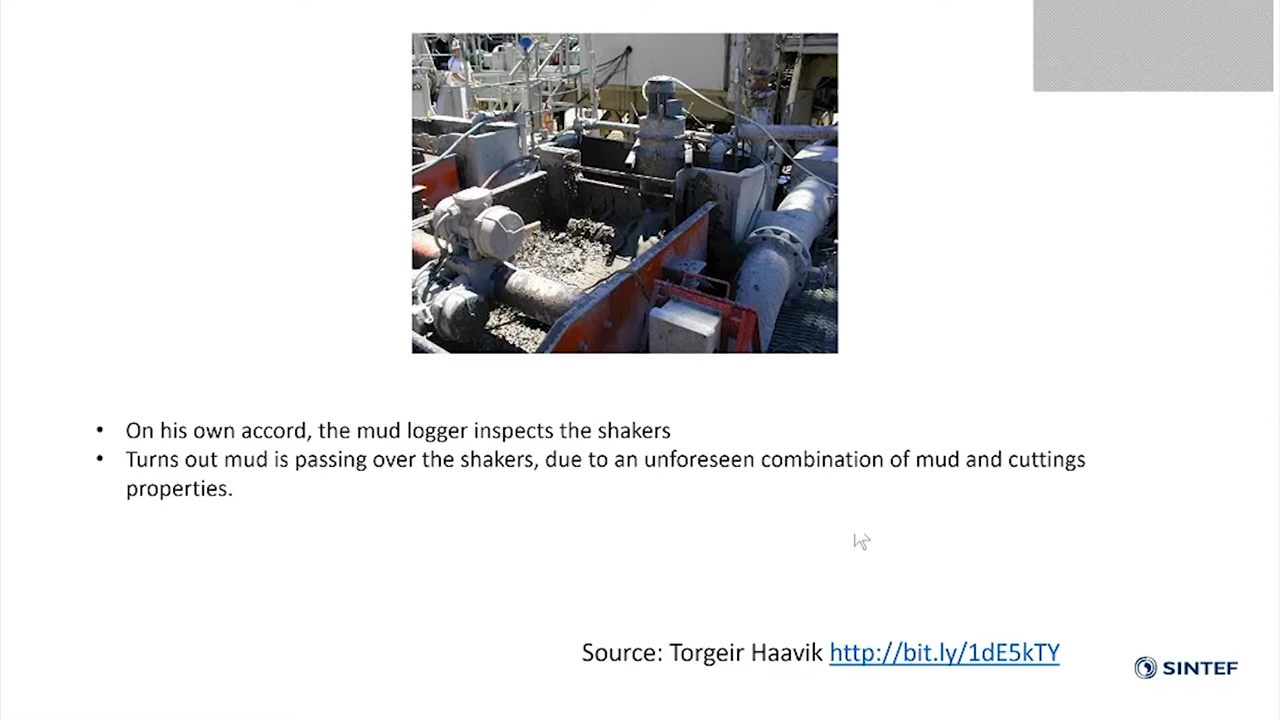 • On his own accord, the mud logger inspects the shakers
• Turns out mud is passing over the shakers, due to an unforeseen combination of mud and cuttings
properties.
Source: Torgeir Haavik http://bit.ly/1dE5kTY
SINTEF